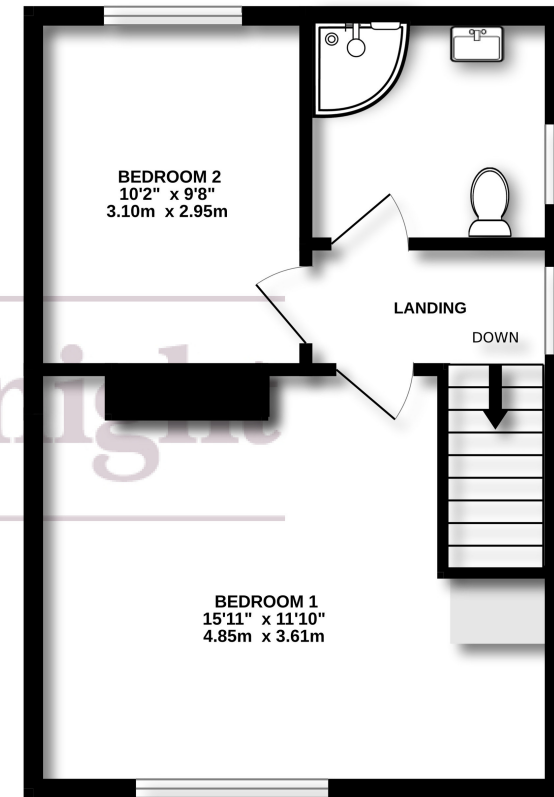 BEDROOM 2
10'2" x 9'8"
3.10m x 2.95m
LANDING
DOWN
BEDROOM 1
15'11" x 11'10"
4.85m x 3.61m